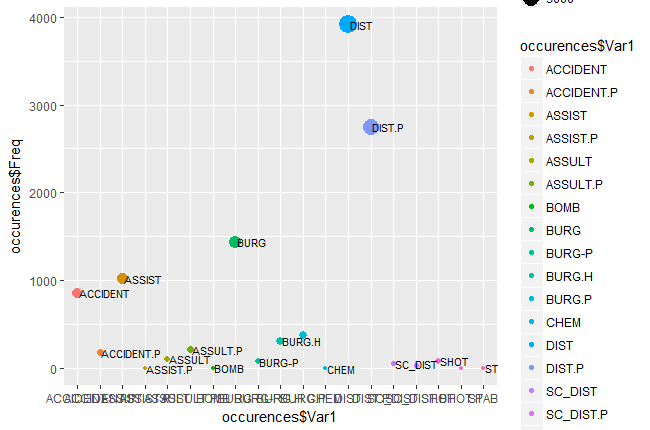 5000
occurences$Var1
ACCIDENT
ACCIDENT.P
ASSIST
ASSIST.P
ASSULT
ASSULT.P
BOMB
BURG
BURG-P
BURG.H
BURG.P
CHEM
DIST
DIST.P
SC_DIST
SC_DIST.P
4000
3000
2000
1000
0
occurences$Freq
DIST
DIST.P
BURG
ASSIST
ACCIDENT
ACCIDENT.P
ASSIST.P
ASSULT
ASSULT.P
BOMB
BURG-P
BURG.H
CHEM
SC_DIST
SHOT
ST
occurences$Var1